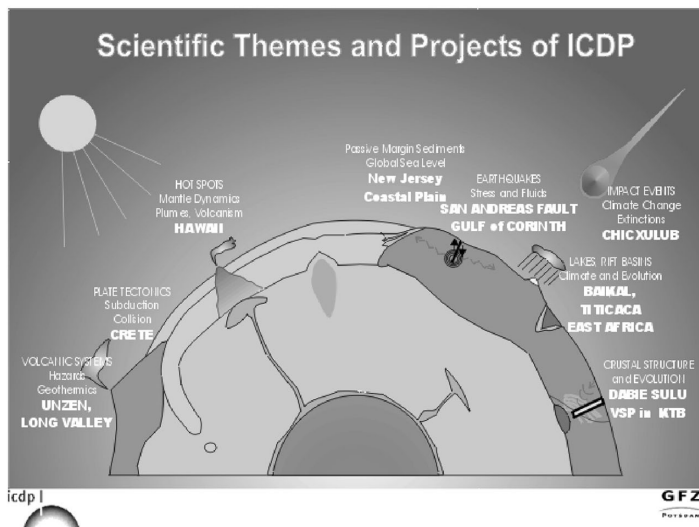 Scientific Themes and Projects of ICDP
Passive Margin Sediments
Global Sea Level
New Jersey
Coastal Plain
EARTHQUAKES
Stress and Fluids
SAN ANDREAS FAULT
GULF of CORINTH
IMPACT EVENTS
Climate Change
Extinctions
CHICXULUB
HOT SPOTS
Mantle Dynamics
Plumes, Volcanism
HAWAII
LAKES, RIFT BASINS
Climate and Evolution
BAIKAL,
TITICACA
EAST AFRICA
PLATE TECTONICS
Subduction
Collision
CRETE
VOLCANIC SYSTEMS
Hazards
Geothermics
UNZEN,
LONG VALLEY
CRUSTAL STRUCTURE
and EVOLUTION
DABIE SULU
VSP in KTB
icdp
GFZ